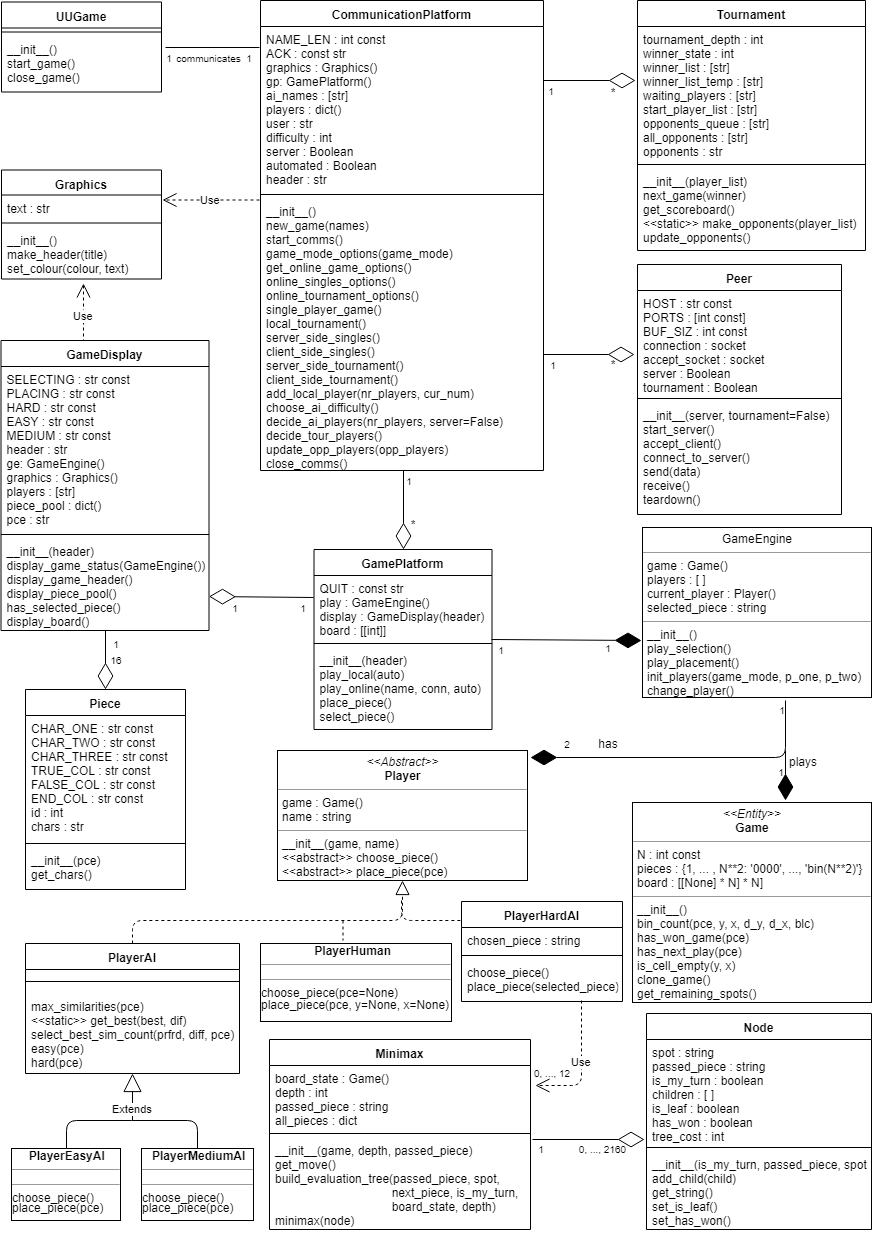 UUGame
__init__()
start_game()
close_game()
1 communicates 1
CommunicationPlatform
NAME_LEN : int const
ACK : const str
graphics : Graphics()
gp: GamePlatform()
ai_names : [str]
players : dict()
user : str
difficulty : int
server : Boolean
automated : Boolean
header : str
__init__()
new_game(names)
start_comms()
game_mode_options(game_mode)
get_online_game_options()
online_singles_options()
online_tournament_options()
single_player_game()
local_tournament()
server_side_singles()
client_side_singles()
server_side_tournament()
client_side_tournament()
add_local_player(nr_players, cur_num)
choose_ai_difficulty()
decide_ai_players(nr_players, server=False)
decide_tour_players()
update_opp_players(opp_players)
close_comms()
1
*
Tournament
tournament_depth : int
winner_state : int
winner_list : [str]
winner_list_temp : [str]
waiting_players : [str]
start_player_list : [str]
opponents_queue : [str]
all_opponents : [str]
opponents : str
__init__(player_list)
next_game(winner)
get_scoreboard()
<<static>> make_opponents(player_list)
update_opponents()
Graphics
text : str
__init__()
make_header(title)
set_colour(colour, text)
Use
Use
1
*
Peer
HOST : str const
PORTS : [int const]
BUF_SIZ : int const
connection : socket
accept_socket : socket
server : Boolean
tournament : Boolean
__init__(server, tournament=False)
start_server()
accept_client()
connect_to_server()
send(data)
receive()
teardown()
GameDisplay
SELECTING : str const
PLACING : str const
HARD : str const
EASY : str const
MEDIUM : str const
header : str
ge: GameEngine()
graphics : Graphics()
players : [str]
piece_pool : dict()
pce : str
__init__(header)
display_game_status(GameEngine())
display_game_header()
display_piece_pool()
has_selected_piece()
display_board()
1
*
1
1
GamePlatform
QUIT : const str
play : GameEngine()
display : GameDisplay(header)
board : [[int]]
__init__(header)
play_local(auto)
play_online(name, conn, auto)
place_piece()
select_piece()
1
1
GameEngine
game : Game()
players : [ ]
current_player : Player()
selected_piece : string
__init__()
play_selection()
play_placement()
init_players(game_mode, p_one, p_two)
change_player()
1
16
Piece
CHAR_ONE : str const
CHAR_TWO : str const
CHAR_THREE : str const
TRUE_COL : str const
FALSE_COL : str const
END_COL : str const
id : int
chars : str
__init__(pce)
get_chars()
1
2 has
1
plays
<<Abstract>>
Player
game : Game()
name : string
__init__(game, name)
<<abstract>> choose_piece()
<<abstract>> place_piece(pce)
<<Entity>>
Game
N : int const
pieces : {1, ... , N**2: '0000', ..., 'bin(N**2)'}
board : [[None] * N] * N]
__init__()
bin_count(pce, y, x, d_y, d_x, blc)
has_won_game(pce)
has_next_play(pce)
is_cell_empty(y, x)
clone_game()
get_remaining_spots()
PlayerAI
max_similarities(pce)
<<static>> get_best(best, dif)
select_best_sim_count(prfrd, diff, pce)
easy(pce)
hard(pce)
PlayerHuman
choose_piece(pce=None)
place_piece(pce, y=None, x=None)
PlayerHardAI
chosen_piece : string
choose_piece()
place_piece(selected_piece)
Use
0, ..., 12
Extends
PlayerEasyAI
choose_piece()
place_piece(pce)
PlayerMediumAI
choose_piece()
place_piece(pce)
Minimax
board_state : Game()
depth : int
passed_piece : string
all_pieces : dict
__init__(game, depth, passed_piece)
get_move()
build_evaluation_tree(passed_piece, spot,
next_piece, is_my_turn,
board_state, depth)
minimax(node)
1
0, ..., 2160
Node
spot : string
passed_piece : string
is_my_turn : boolean
children : [ ]
is_leaf : boolean
has_won : boolean
tree_cost : int
__init__(is_my_turn, passed_piece, spot
add_child(child)
get_string()
set_is_leaf()
set_has_won()